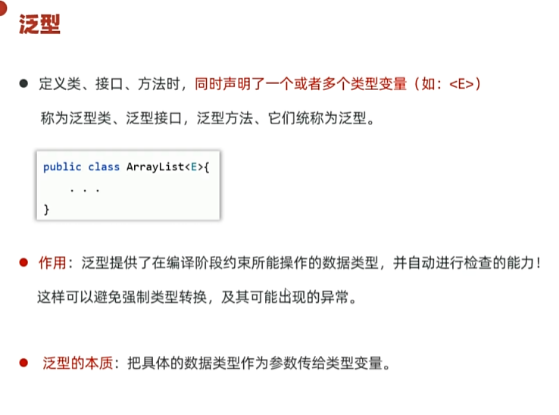 泛型
定义类、接口、方法时，同时声明了一个或者多个类型变量（如：<E>）
称为泛型类、泛型接口，泛型方法、它们统称为泛型。
public class ArrayList<E>{
. . .
}
作用：泛型提供了在编译阶段约束所能操作的数据类型，并自动进行检查的能力！
这样可以避免强制类型转换，及其可能出现的异常。
泛型的本质：把具体的数据类型作为参数传给类型变量。